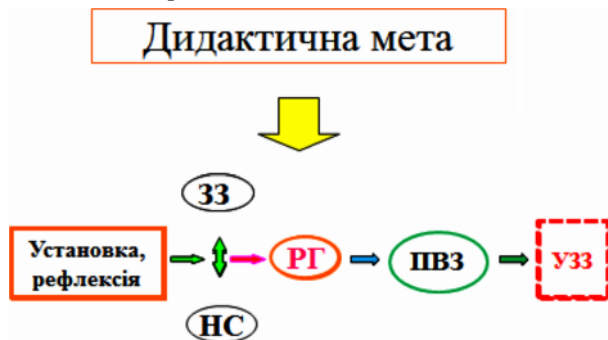 Дидактична мета
ЗЗ
Установка,
рефлексія
РГ
ПВЗ
УЗЗ
НС